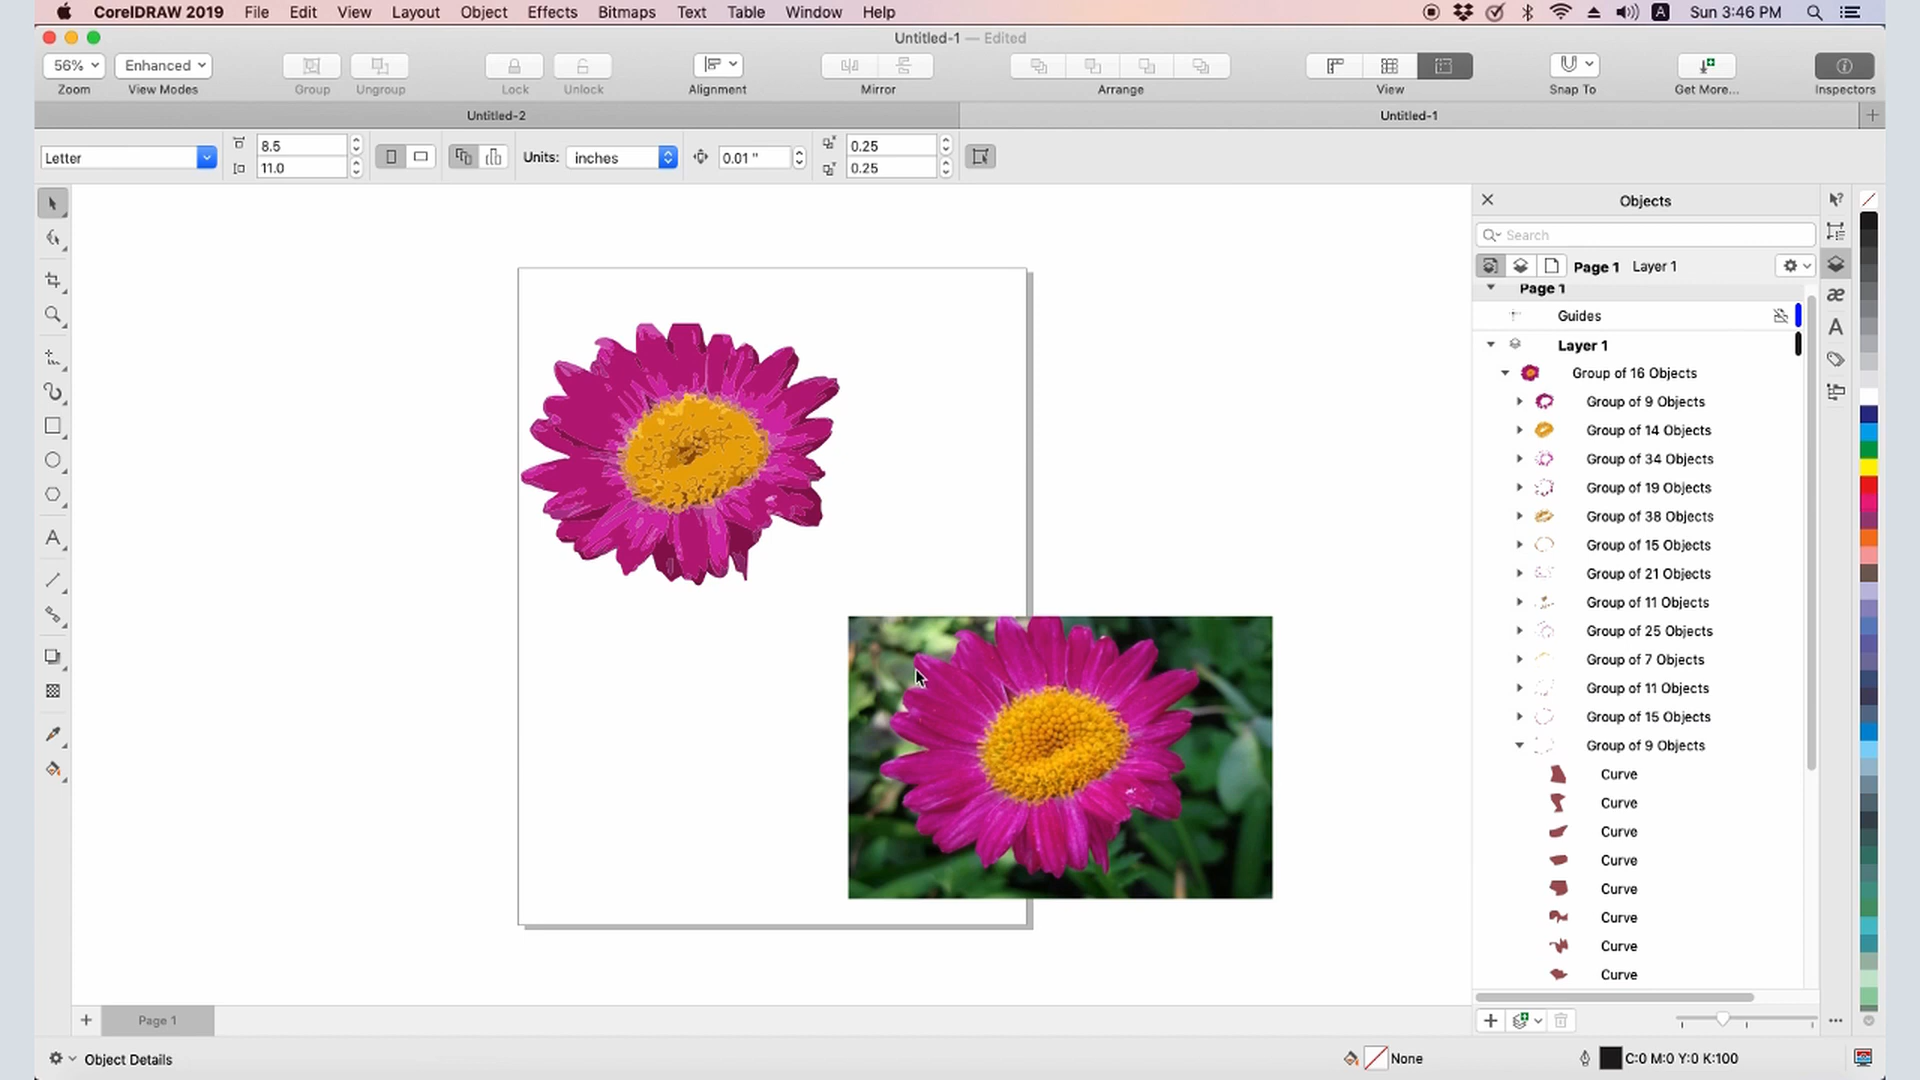 CorelDRAW 2019 File Edit View Layout Object Effects Bitmaps Text Table Window Help A Sun 3:46 PM
Untitled-1 — Edited
56% Enhanced
Zoom View Modes Group Ungroup Lock Unlock Alignment Mirror Arrange View Snap To Get More... Inspectors
Untitled-2 Untitled-1
Letter 8.5 11.0 Units: inches 0.01 " 0.25 0.25
Objects
Search
Page 1 Layer 1
Page 1
Guides
Layer 1
Group of 16 Objects
Group of 9 Objects
Group of 14 Objects
Group of 34 Objects
Group of 19 Objects
Group of 38 Objects
Group of 15 Objects
Group of 21 Objects
Group of 11 Objects
Group of 25 Objects
Group of 7 Objects
Group of 11 Objects
Group of 15 Objects
Group of 9 Objects
Curve
Curve
Curve
Curve
Curve
Curve
Curve
Curve
Page 1
Object Details None C:0 M:0 Y:0 K:100